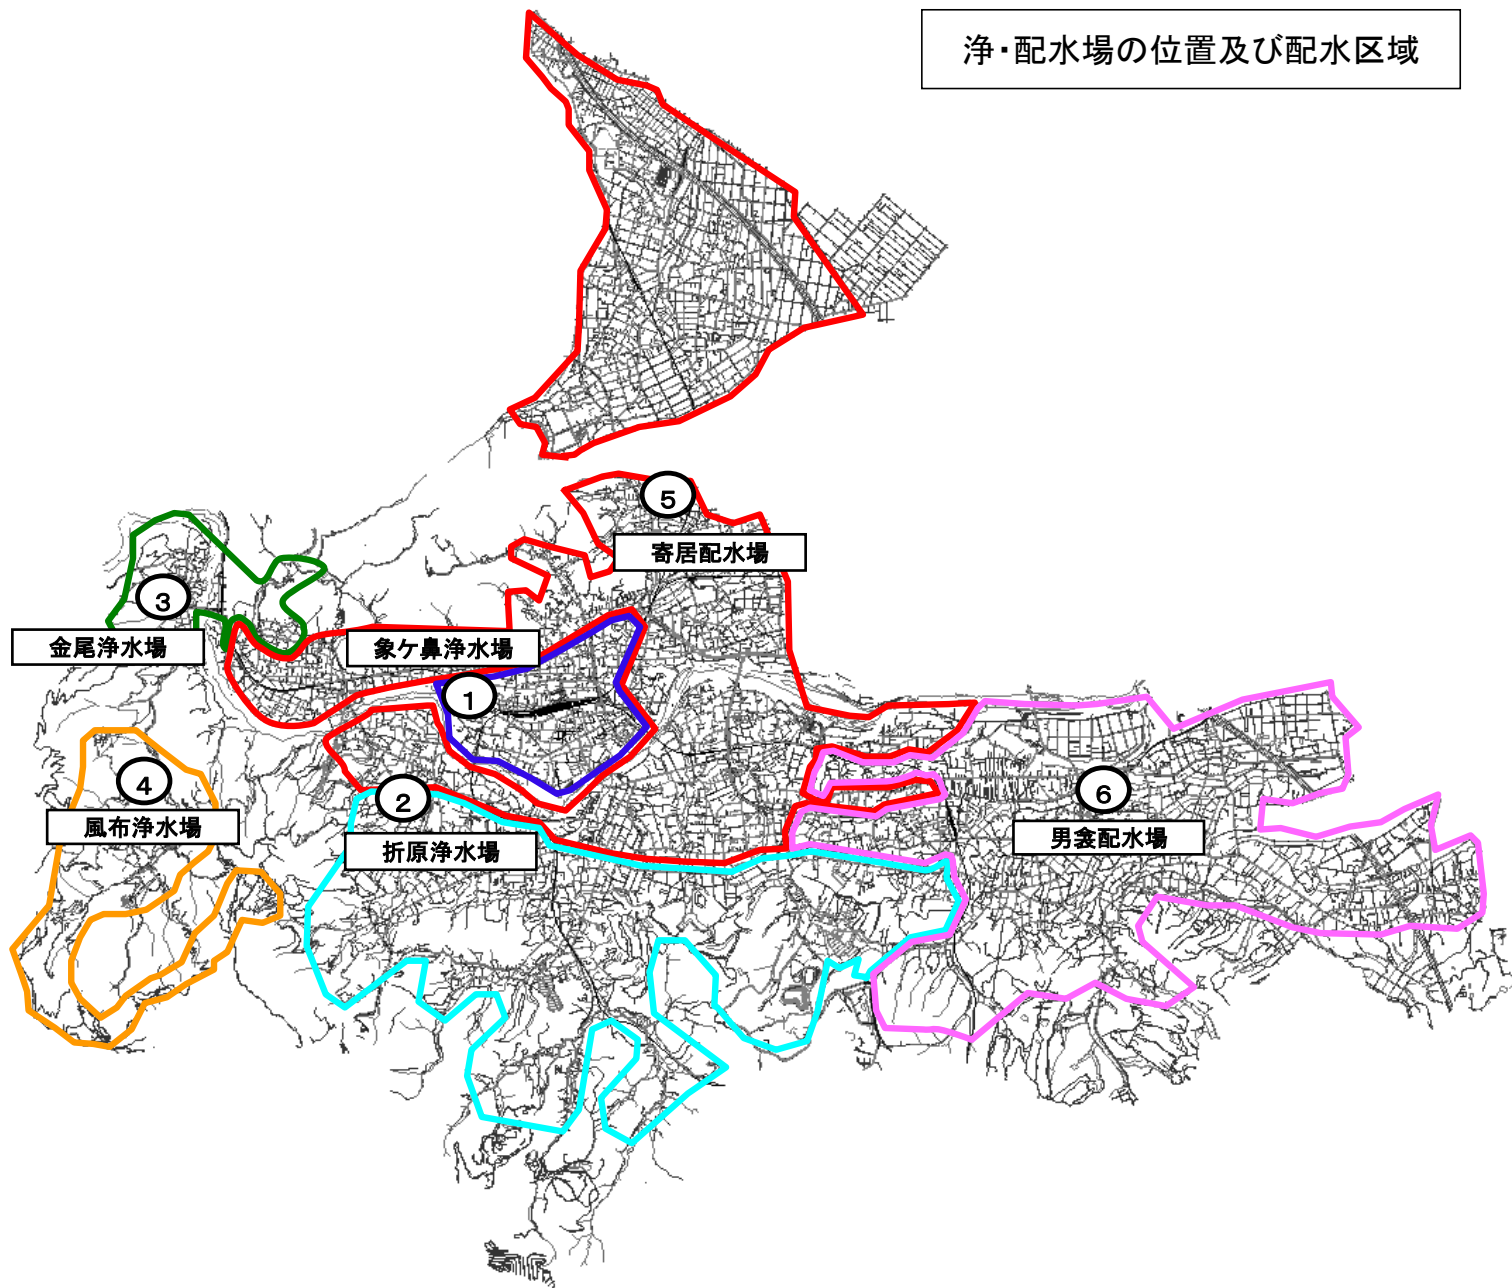 浄・配水場の位置及び配水区域
5
寄居配水場
3
金尾浄水場
象ケ鼻浄水場
1
4
風布浄水場
2
折原浄水場
6
男衾配水場